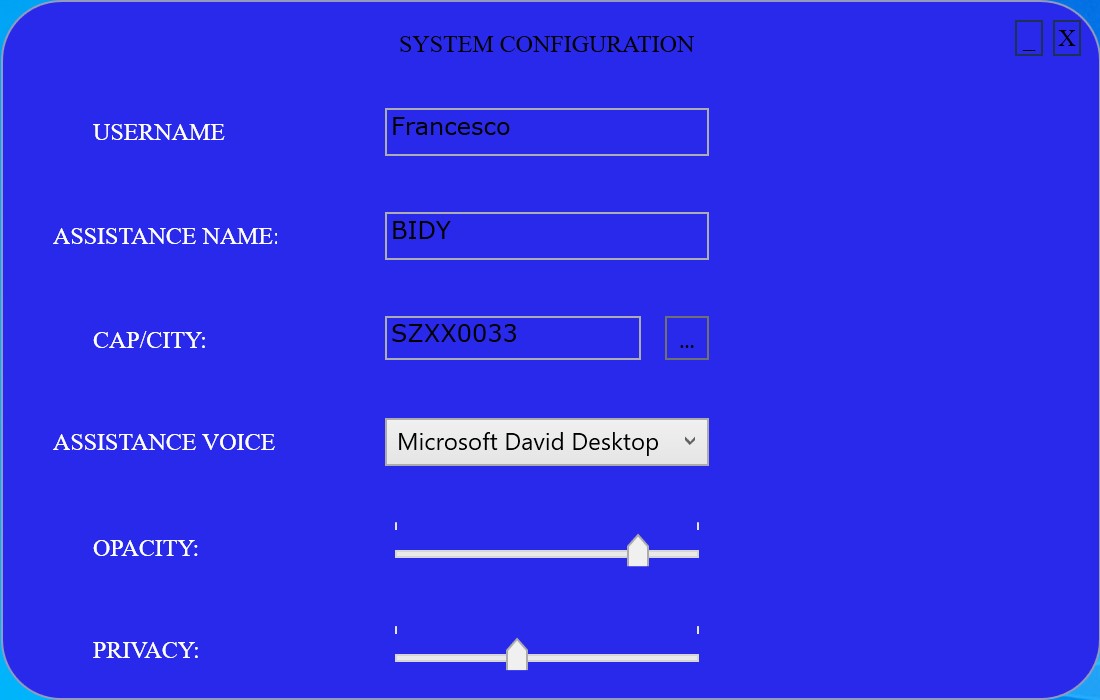 SYSTEM CONFIGURATION
_ X
USERNAME Francesco
ASSISTANCE NAME: BIDY
CAP/CITY: SZXX0033 ...
ASSISTANCE VOICE Microsoft David Desktop
OPACITY:
PRIVACY: